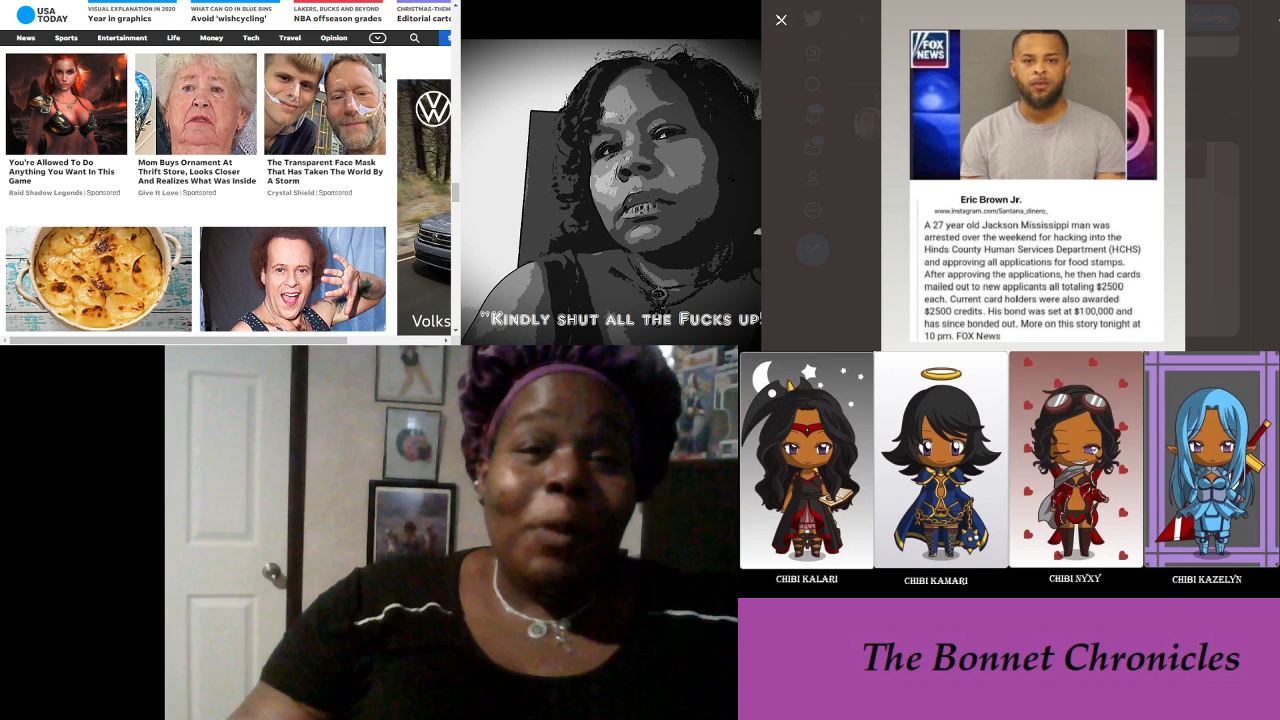 USA
TODAY
VISUAL EXPLANATION IN 2020
Year in graphics
WHAT CAN GO IN BLUE BINS
Avoid 'wishcycling'
LAKERS, BUCKS AND BEYOND
NBA offseason grades
CHRISTMAS-THEM
Editorial carto
News Sports Entertainment Life Money Tech Travel Opinion
You're Allowed To Do
Anything You Want In This
Game
Raid Shadow Legends | Sponsored
Mom Buys Ornament At
Thrift Store, Looks Closer
And Realizes What Was Inside
Give It Love | Sponsored
The Transparent Face Mask
That Has Taken The World By
A Storm
Crystal Shield | Sponsored
Volks
"Kindly shut all the Fucks up!
Following
FOX
NEWS
Eric Brown Jr.
www.instagram.com/Santana_dinero_
A 27 year old Jackson Mississippi man was
arrested over the weekend for hacking into the
Hinds County Human Services Department (HCHS)
and approving all applications for food stamps.
After approving the applications, he then had cards
mailed out to new applicants all totaling $2500
each. Current card holders were also awarded
$2500 credits. His bond was set at $100,000 and
has since bonded out. More on this story tonight at
10 pm. FOX News
CHIBI KALARI
CHIBI KAMARI
CHIBI NYXY
CHIBI KAZELYN
The Bonnet Chronicles